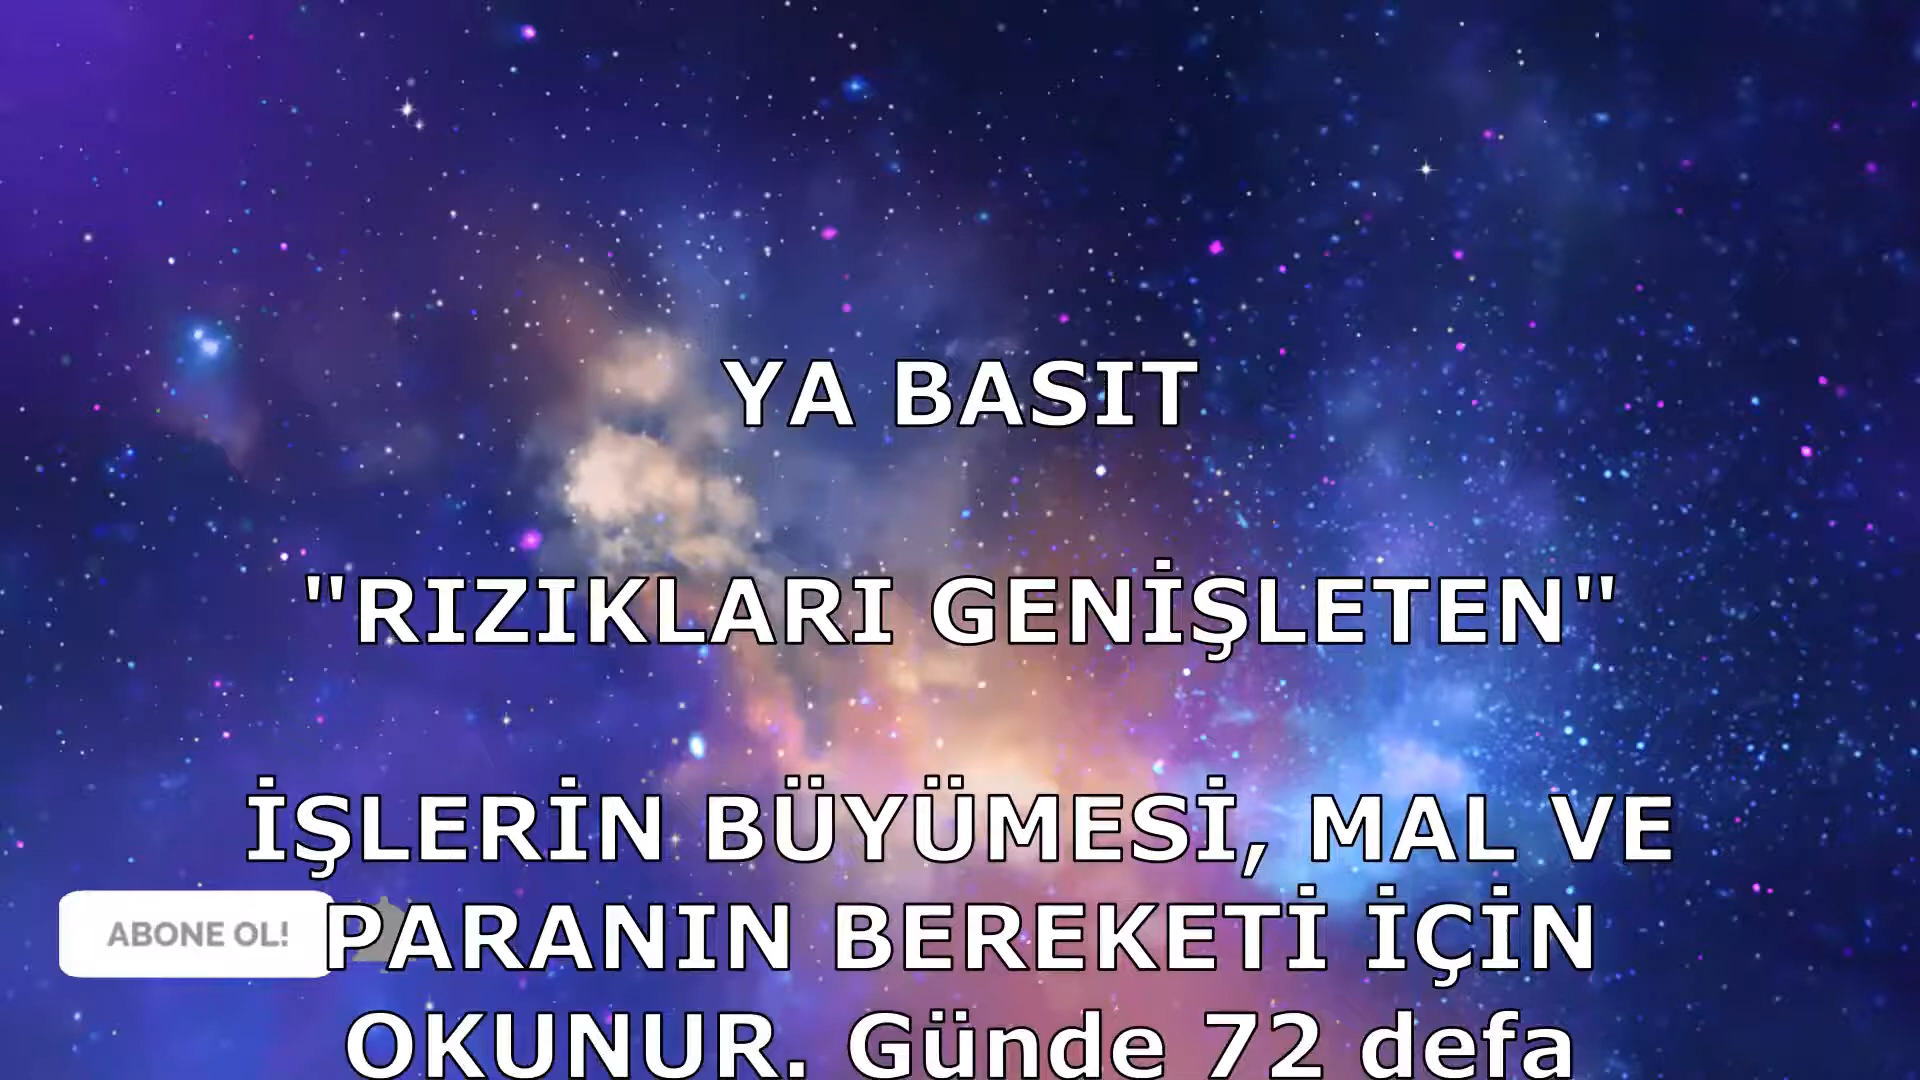 YA BASIT
"RIZIKLARI GENİŞLETEN"
İŞLERİN BÜYÜMESİ, MAL VE
PARANIN BEREKETİ İÇİN
ABONE OL!
OKUNUR. Günde 72 defa